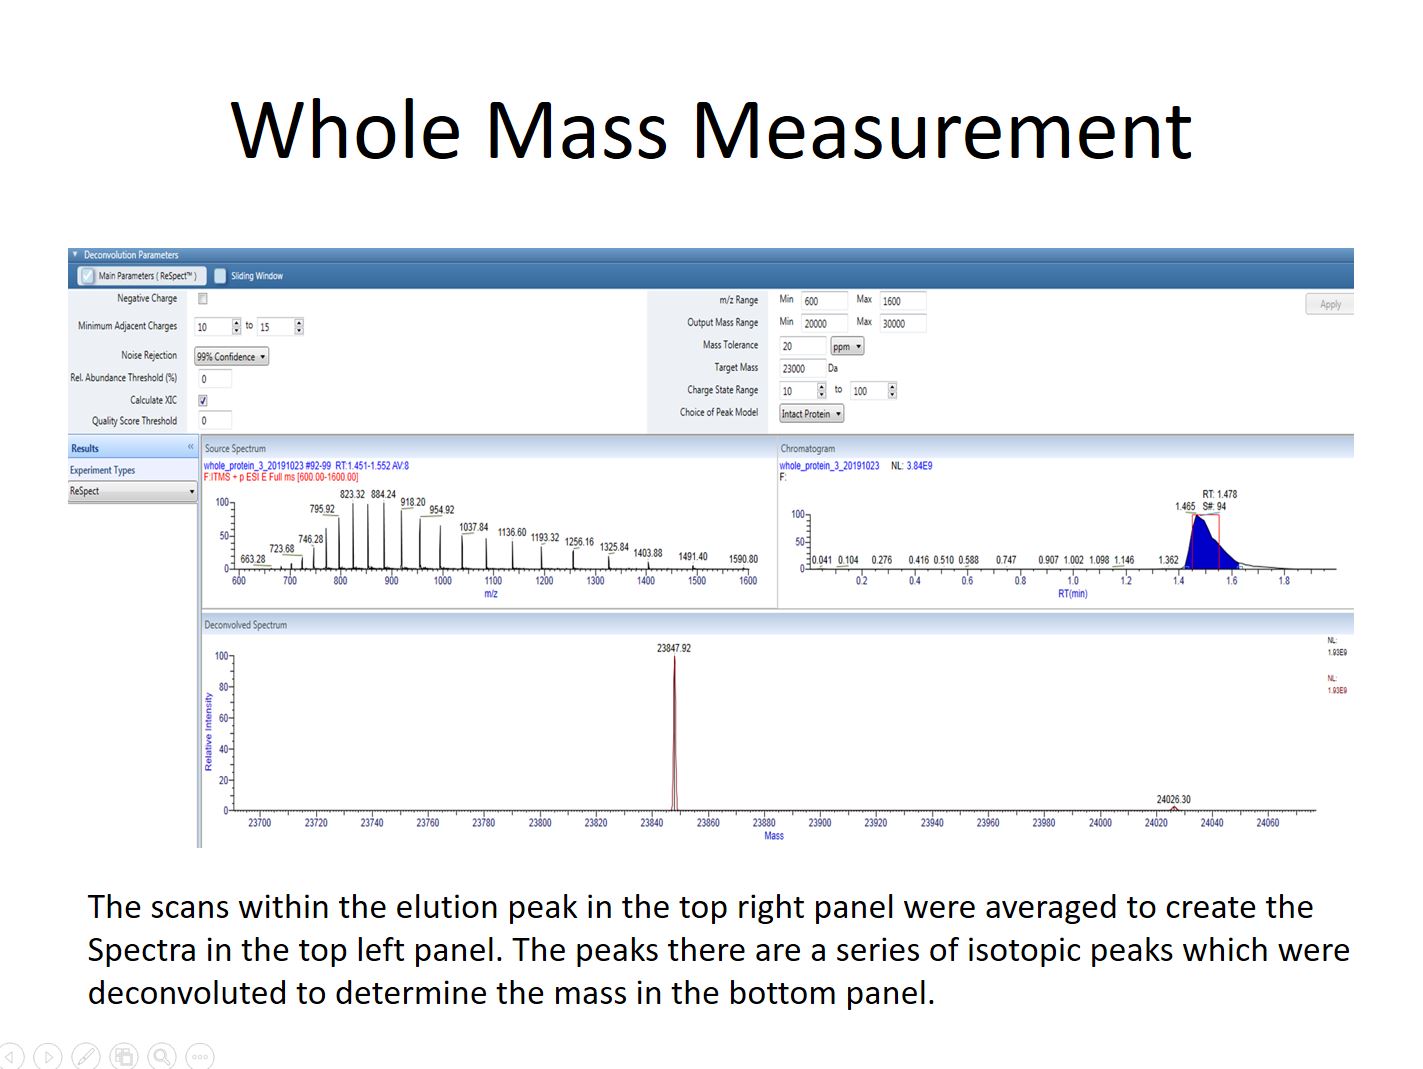 Whole Mass Measurement
Deconvolution Parameters
Main Parameters ( ReSpect™ ) Sliding Window
Negative Charge
Minimum Adjacent Charges 10 to 15
Noise Rejection 99% Confidence
Rel. Abundance Threshold (%) 0
Calculate XIC
Quality Score Threshold 0
m/z Range Min 600 Max 1600
Output Mass Range Min 20000 Max 30000
Mass Tolerance 20 ppm
Target Mass 23000 Da
Charge State Range 10 to 100
Choice of Peak Model Intact Protein
Apply
Results «
Experiment Types
ReSpect
Source Spectrum
whole_protein_3_20191023 #92-99 RT:1.451-1.552 AV:8
F:ITMS + p ESI E Full ms [600.00-1600.00]
823.32 884.24
795.92 918.20
954.92
746.28 1037.84
723.68 1136.60
663.28 1193.32 1256.16 1325.84 1403.88 1491.40 1590.80
100
50
0
600 700 800 900 1000 1100 1200 1300 1400 1500 1600
m/z
Chromatogram
whole_protein_3_20191023 NL: 3.84E9
F:
RT: 1.478
1.465 S#: 94
100
50
0
0.041 0.104 0.276 0.416 0.510 0.588 0.747 0.907 1.002 1.098 1.146 1.362
0.2 0.4 0.6 0.8 1.0 1.2 1.4 1.6 1.8
RT(min)
Deconvolved Spectrum
NL:
1.93E9
NL:
1.93E9
23847.92
24026.30
Relative Intensity
100
80
60
40
20
0
23700 23720 23740 23760 23780 23800 23820 23840 23860 23880 23900 23920 23940 23960 23980 24000 24020 24040 24060
Mass
The scans within the elution peak in the top right panel were averaged to create the
Spectra in the top left panel. The peaks there are a series of isotopic peaks which were
deconvoluted to determine the mass in the bottom panel.